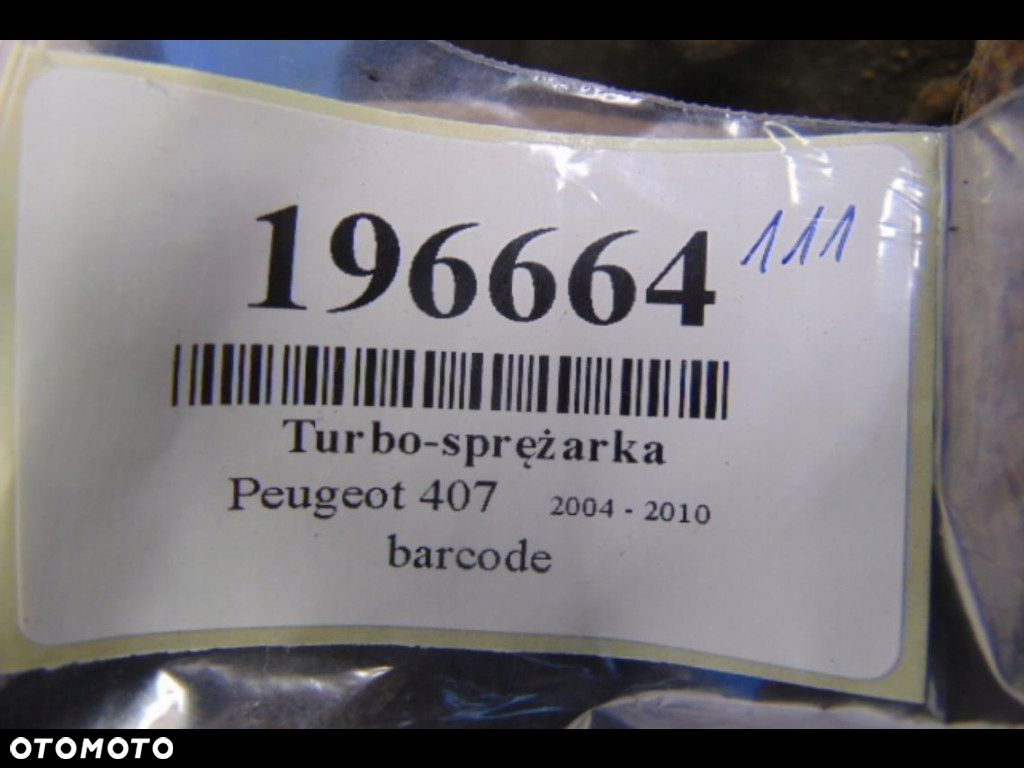 196664 111
Turbo-sprężarka
Peugeot 407 2004 - 2010
barcode
OTOMOTO